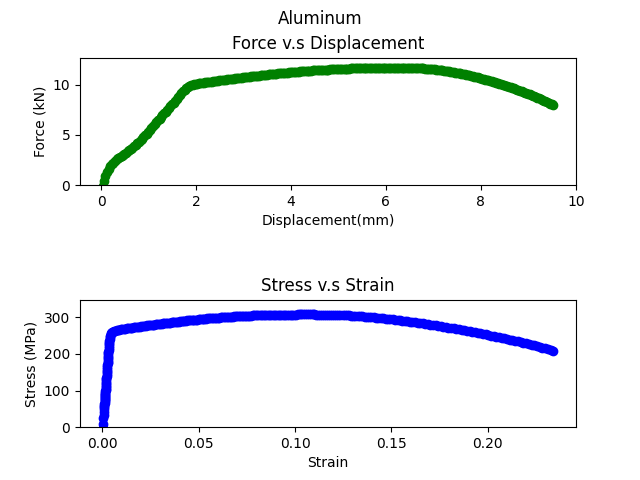 Aluminum
Force v.s Displacement
10
5
0
Force (kN)
0 2 4 6 8 10
Displacement(mm)
Stress v.s Strain
300
200
100
0
Stress (MPa)
0.00 0.05 0.10 0.15 0.20
Strain